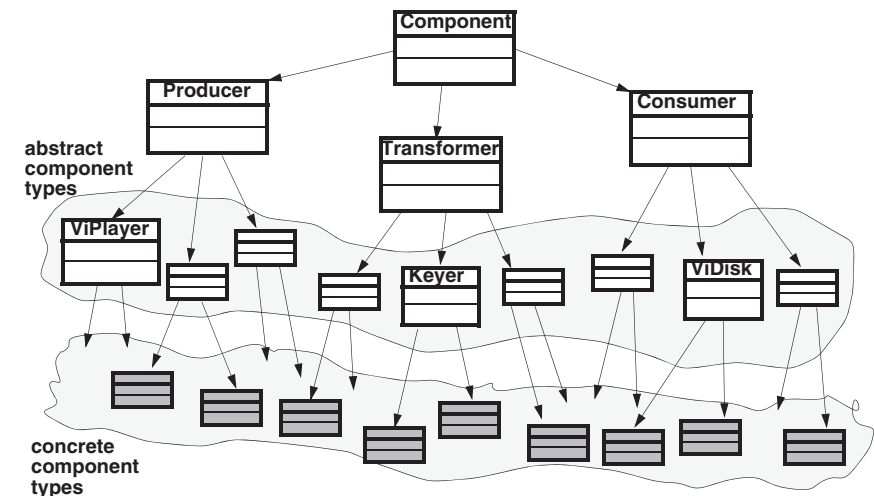 Component
Producer
Consumer
Transformer
abstract
component
types
ViPlayer
Keyer
ViDisk
concrete
component
types